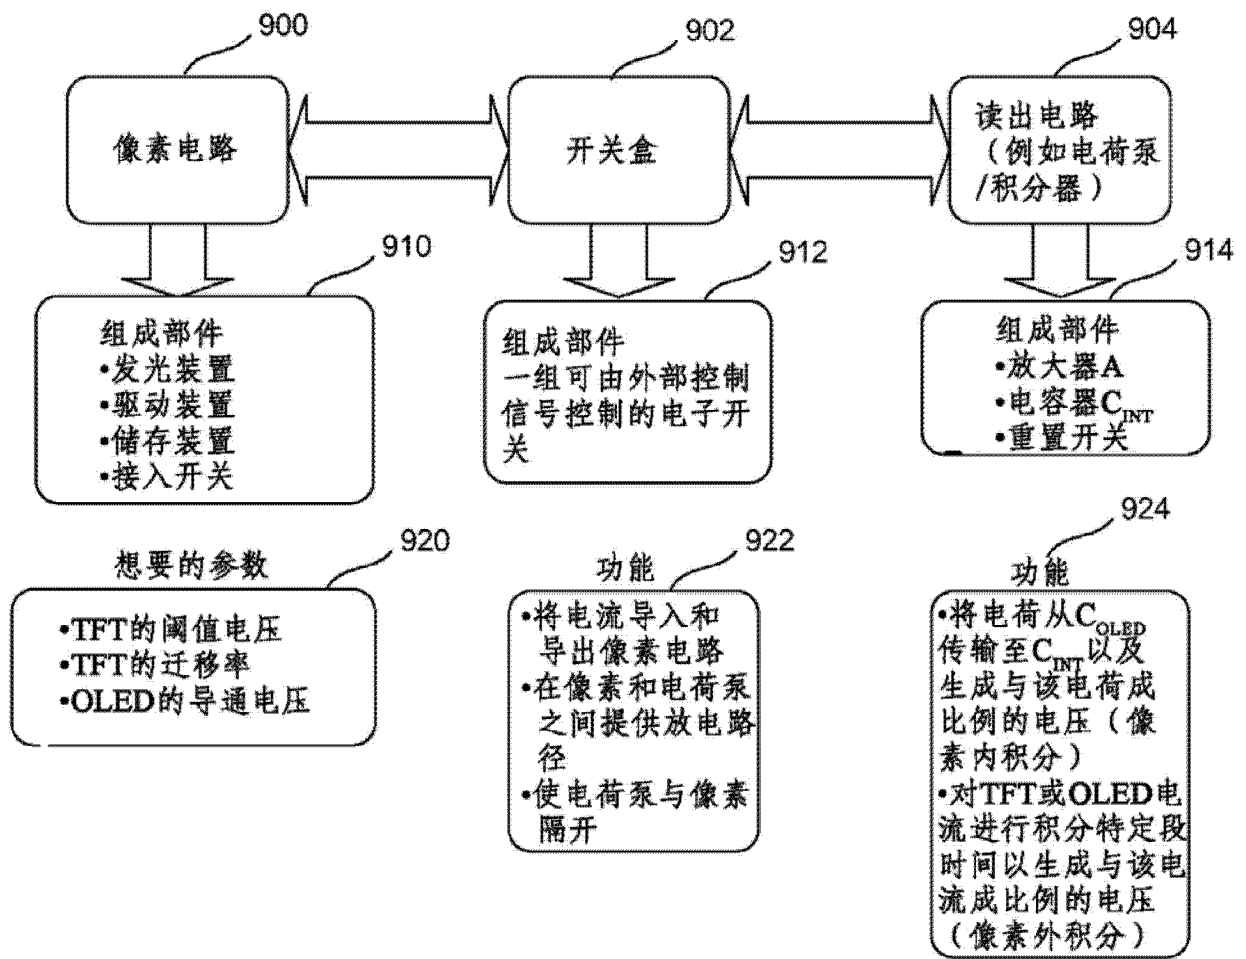 900
902
904
像素电路
开关盒
读出电路
（例如电荷泵
/积分器）
910
912
914
组成部件
•发光装置
•驱动装置
•储存装置
•接入开关
组成部件
一组可由外部控制
信号控制的电子开
关
组成部件
•放大器A
•电容器CINT
•重置开关
920
922
924
想要的参数
•TFT的阈值电压
•TFT的迁移率
•OLED的导通电压
功能
•将电流导入和
导出像素电路
•在像素和电荷泵
之间提供放电路
径
•使电荷泵与像素
隔开
功能
•将电荷从COLED
传输至CINT以及
生成与该电荷成
比例的电压（像
素内积分）
•对TFT或OLED电
流进行积分特定段
时间以生成与该电
流成比例的电压
（像素外积分）